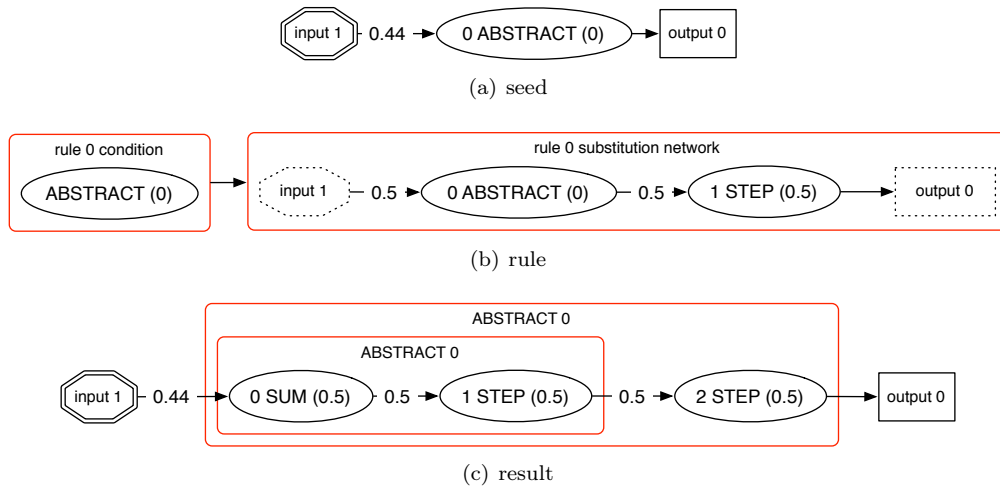 input 1 0.44 0 ABSTRACT (0) output 0
(a) seed
rule 0 condition
ABSTRACT (0)
rule 0 substitution network
input 1 0.5 0 ABSTRACT (0) 0.5 1 STEP (0.5) output 0
(b) rule
ABSTRACT 0
ABSTRACT 0
input 1 0.44 0 SUM (0.5) 0.5 1 STEP (0.5) 0.5 2 STEP (0.5) output 0
(c) result